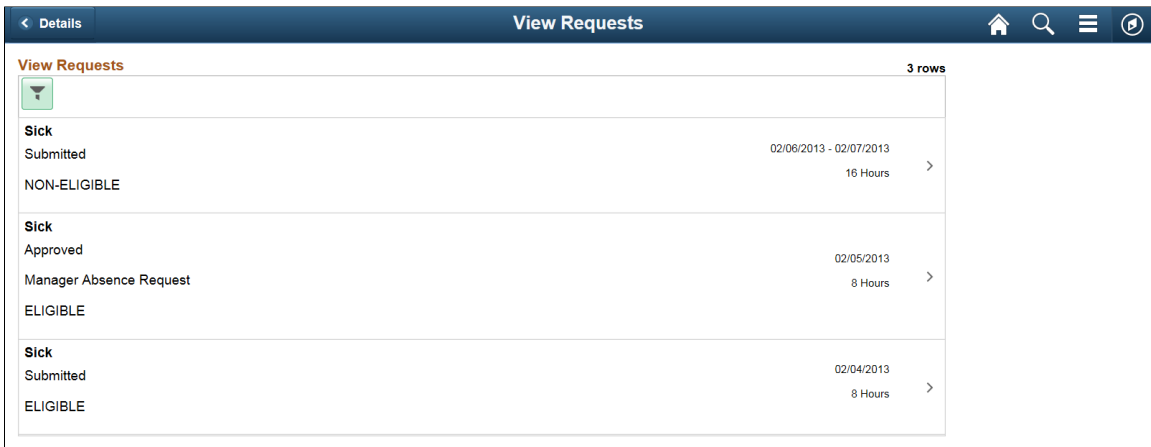 Details
View Requests
View Requests
3 rows
Sick
Submitted
02/06/2013 - 02/07/2013
16 Hours
NON-ELIGIBLE
Sick
Approved
02/05/2013
Manager Absence Request
8 Hours
ELIGIBLE
Sick
Submitted
02/04/2013
8 Hours
ELIGIBLE